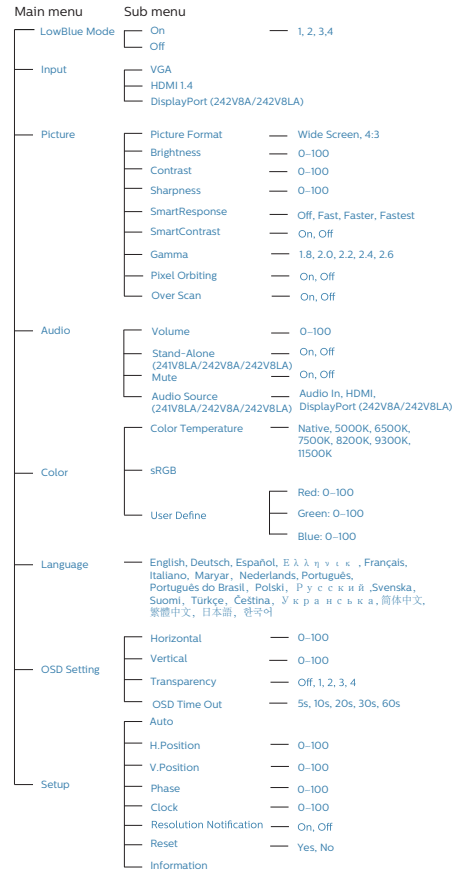 Main menu Sub menu
LowBlue Mode On 1, 2, 3,4
Off
Input VGA
HDMI 1.4
DisplayPort (242V8A/242V8LA)
Picture Picture Format Wide Screen, 4:3
Brightness 0-100
Contrast 0-100
Sharpness 0-100
SmartResponse Off, Fast, Faster, Fastest
SmartContrast On, Off
Gamma 1.8, 2.0, 2.2, 2.4, 2.6
Pixel Orbiting On, Off
Over Scan On, Off
Audio Volume 0-100
Stand-Alone On, Off
(241V8LA/242V8A/242V8LA)
Mute On, Off
Audio Source Audio In, HDMI,
(241V8LA/242V8A/242V8LA) DisplayPort (242V8A/242V8LA)
Color Temperature Native, 5000K, 6500K,
7500K, 8200K, 9300K,
11500K
Color sRGB
Red: 0-100
User Define Green: 0-100
Blue: 0-100
Language English, Deutsch, Español, Ελληνικ , Français,
Italiano, Maryar, Nederlands, Português,
Português do Brasil, Polski, Русский ,Svenska,
Suomi, Türkçe, Čeština, Укранська, 简体中文,
繁體中文, 日本語, 한국어
OSD Setting Horizontal 0-100
Vertical 0-100
Transparency Off, 1, 2, 3, 4
OSD Time Out 5s, 10s, 20s, 30s, 60s
Setup Auto
H.Position 0-100
V.Position 0-100
Phase 0-100
Clock 0-100
Resolution Notification On, Off
Reset Yes, No
Information